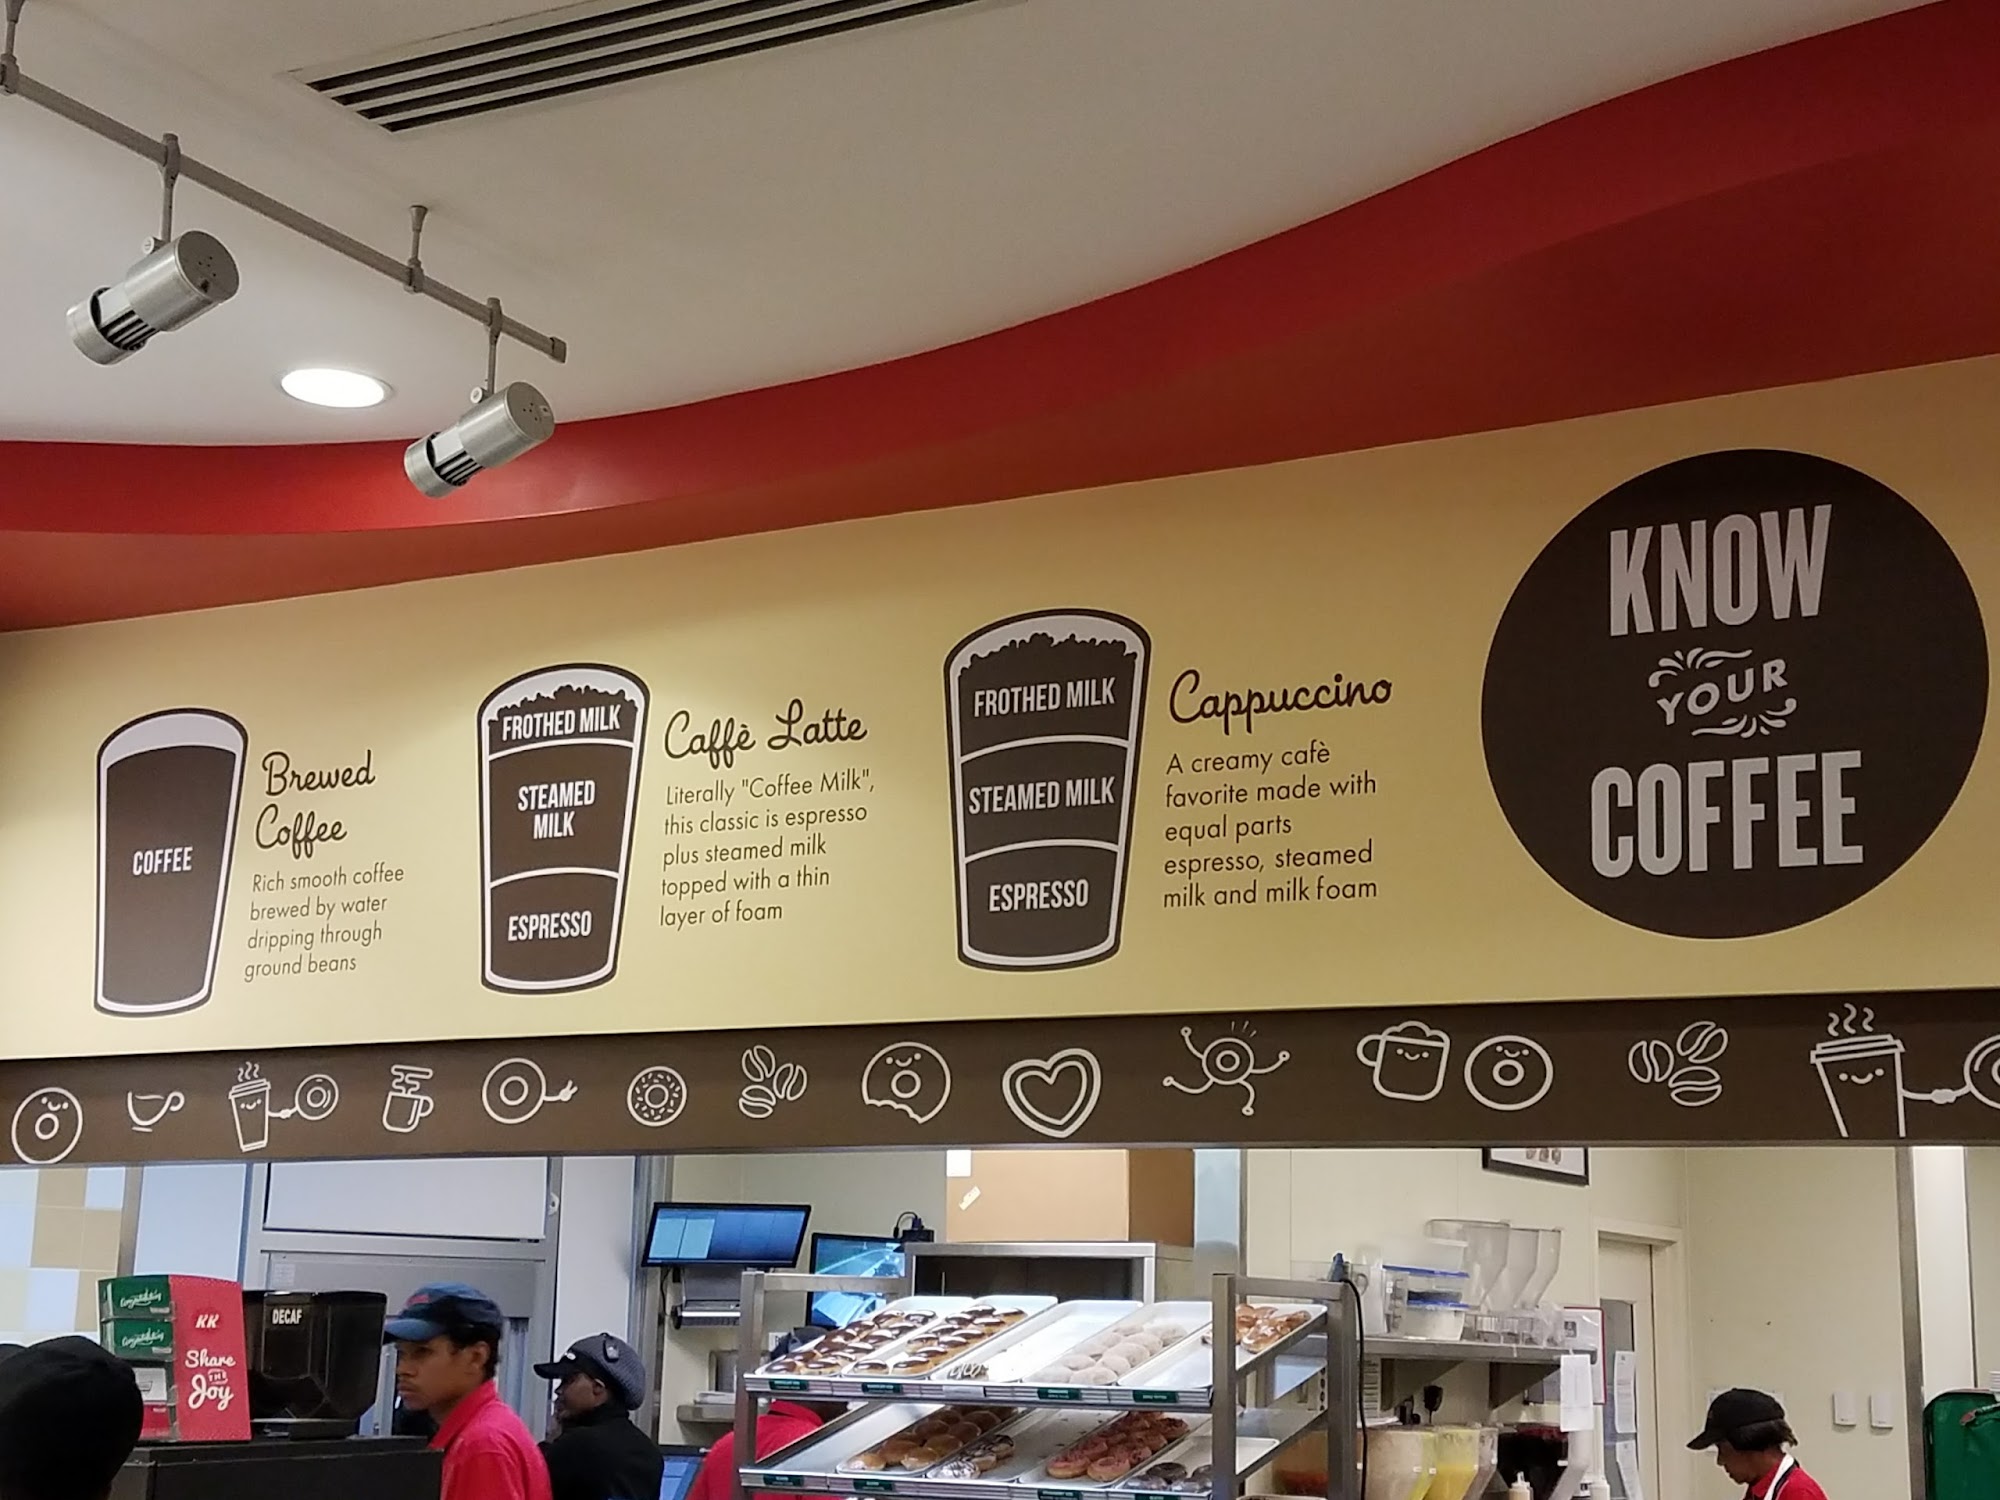 COFFEE
Brewed
Coffee
Rich smooth coffee
brewed by water
dripping through
ground beans
FROTHED MILK
STEAMED
MILK
ESPRESSO
Caffè Latte
Literally "Coffee Milk",
this classic is espresso
plus steamed milk
topped with a thin
layer of foam
FROTHED MILK
STEAMED MILK
ESPRESSO
Cappuccino
A creamy cafè
favorite made with
equal parts
espresso, steamed
milk and milk foam
KNOW
YOUR
COFFEE
Congratulations
Congratulations
KK
Share
THE
Joy
DECAF